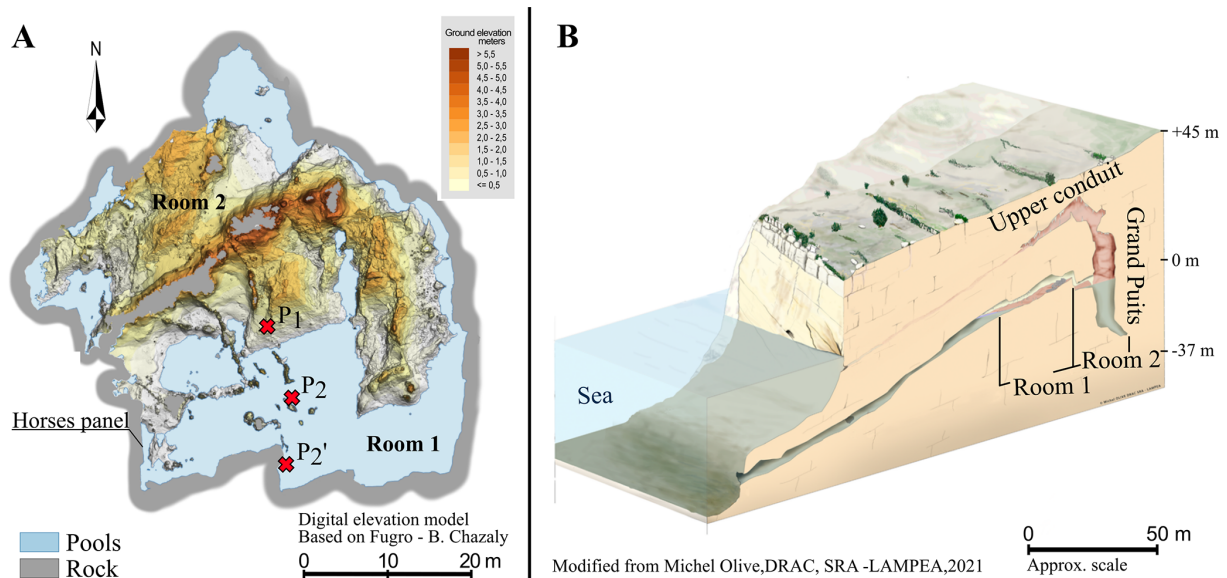 A
N
Ground elevation
meters
> 5,5
5,0 - 5,5
4,5 - 5,0
4,0 - 4,5
3,5 - 4,0
3,0 - 3,5
2,5 - 3,0
2,0 - 2,5
1,5 - 2,0
1,0 - 1,5
0,5 - 1,0
<= 0,5
Room 2
P1
P2
Horses panel
Room 1
P2'
Pools
Rock
Digital elevation model
Based on Fugro - B. Chazaly
0 10 20 m
B
+45 m
Upper conduit
Grand Puits
0 m
-37 m
Room 2
Room 1
Sea
0 50 m
Approx. scale
Modified from Michel Olive,DRAC, SRA -LAMPEA,2021